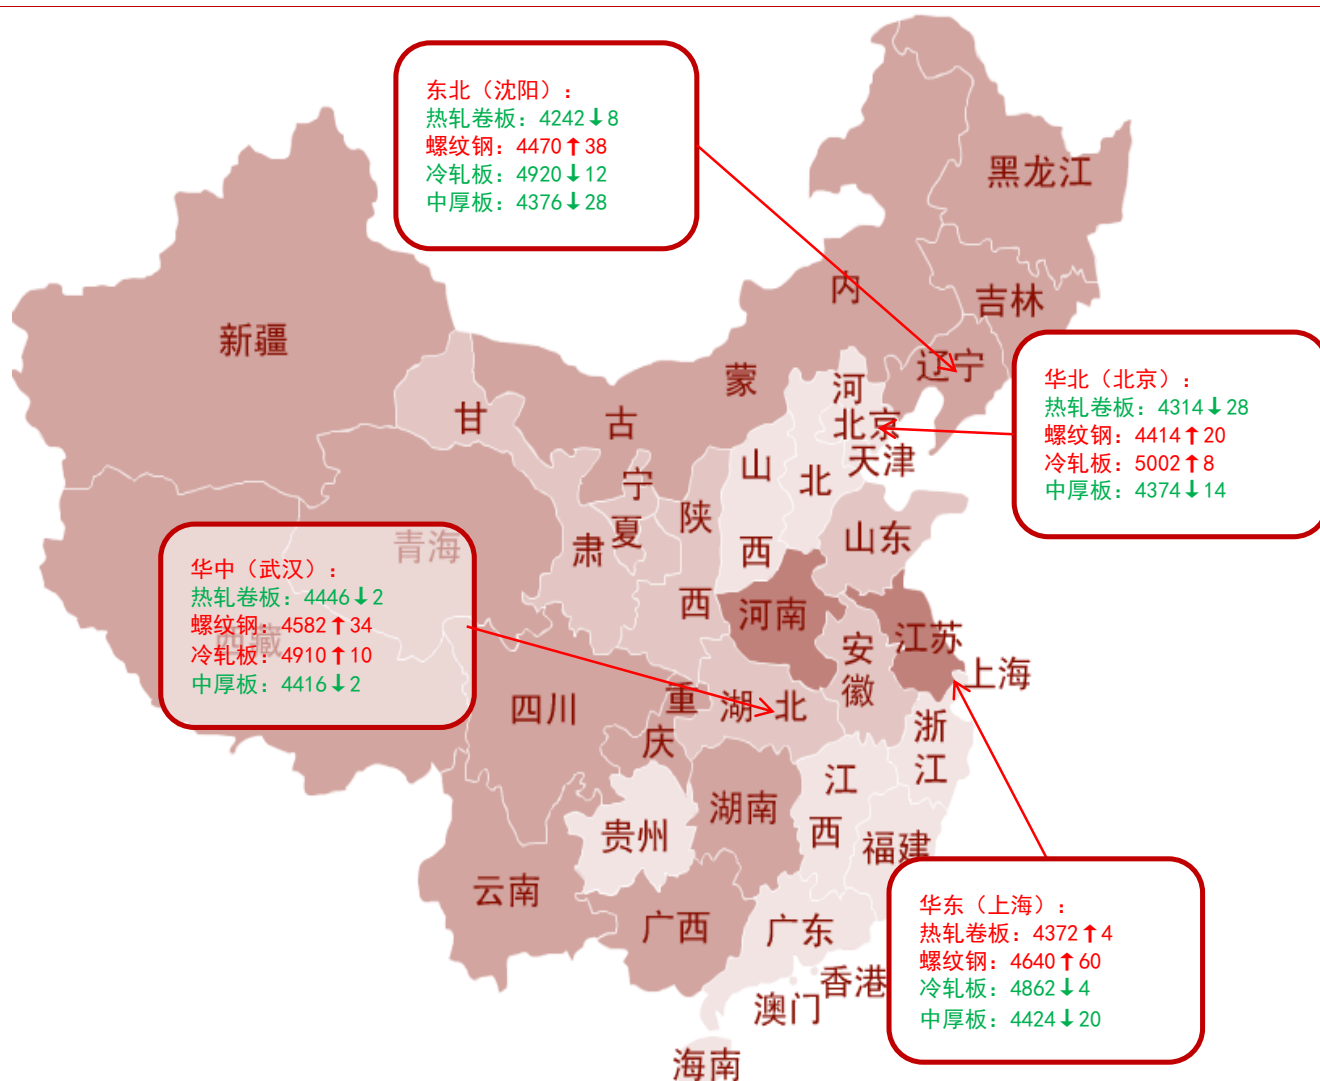 东北（沈阳）：
热轧卷板：4242↓8
螺纹钢：4470↑38
冷轧板：4920↓12
中厚板：4376↓28
黑龙江
内
吉林
新疆
辽宁
蒙
河
华北（北京）：
热轧卷板：4314↓28
螺纹钢：4414↑20
冷轧板：5002↑8
中厚板：4374↓14
甘
古
北京
天津
山
北
宁
陕
夏
肃
青海
西
山东
华中（武汉）：
热轧卷板：4446↓2
螺纹钢：4582↑34
冷轧板：4910↑10
中厚板：4416↓2
西藏
西
河南
江苏
安
徽
上海
四川
重
庆
湖北
浙
江
江
西
湖南
贵州
福建
云南
广西
广东
华东（上海）：
热轧卷板：4372↑4
螺纹钢：4640↑60
冷轧板：4862↓4
中厚板：4424↓20
香港
澳门
海南